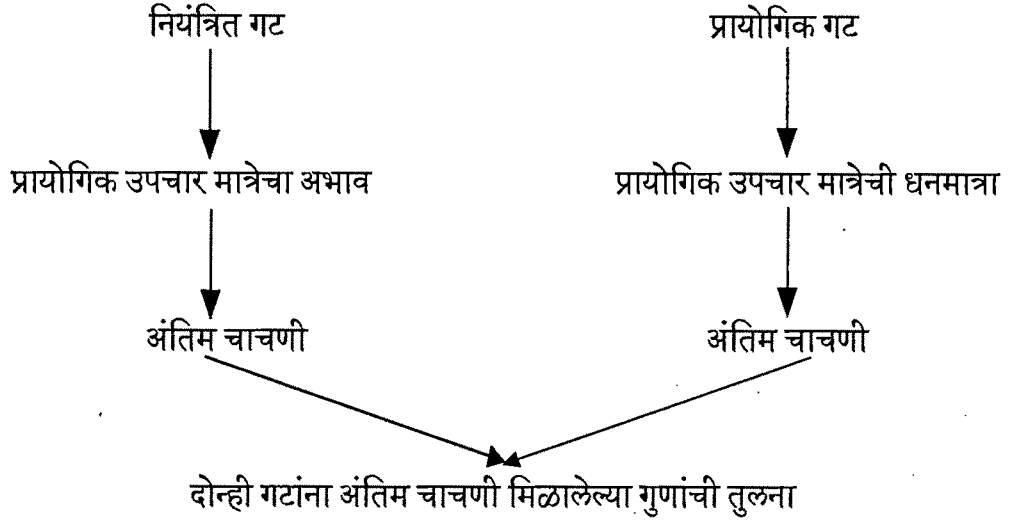 नियंत्रित गट
प्रायोगिक गट
प्रायोगिक उपचार मात्रेचा अभाव
प्रायोगिक उपचार मात्रेची धनमात्रा
अंतिम चाचणी
अंतिम चाचणी
दोन्ही गटांना अंतिम चाचणी मिळालेल्या गुणांची तुलना